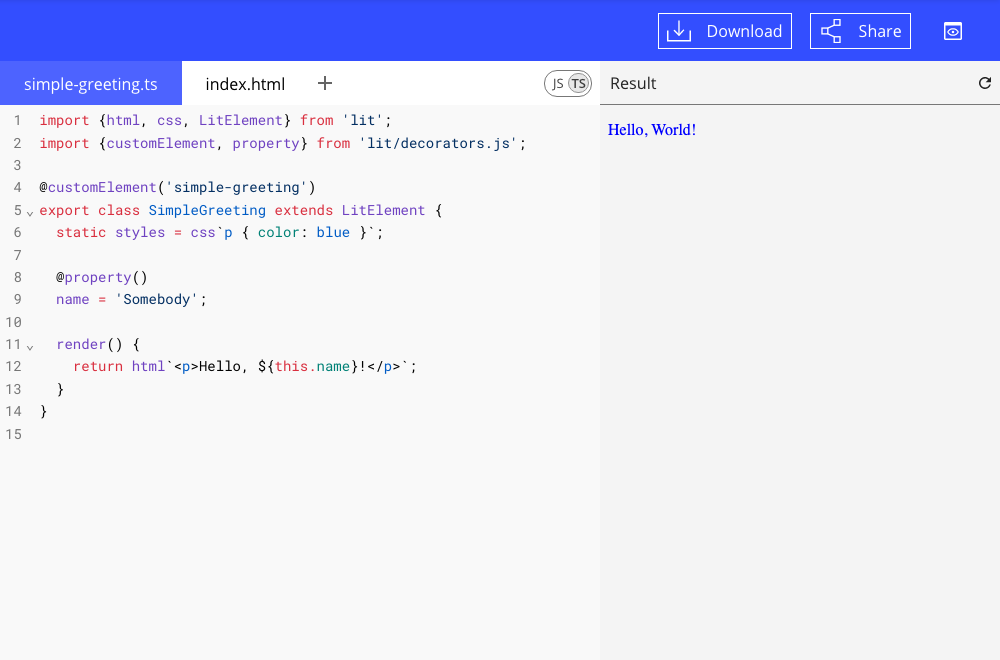 Download
Share
simple-greeting.ts
index.html
JS TS
Result
1 import {html, css, LitElement} from 'lit';
2 import {customElement, property} from 'lit/decorators.js';
3
4 @customElement('simple-greeting')
5 export class SimpleGreeting extends LitElement {
6   static styles = css`p { color: blue }`;
7
8   @property()
9   name = 'Somebody';
10
11   render() {
12     return html`<p>Hello, ${this.name}!</p>`;
13   }
14 }
15
Hello, World!